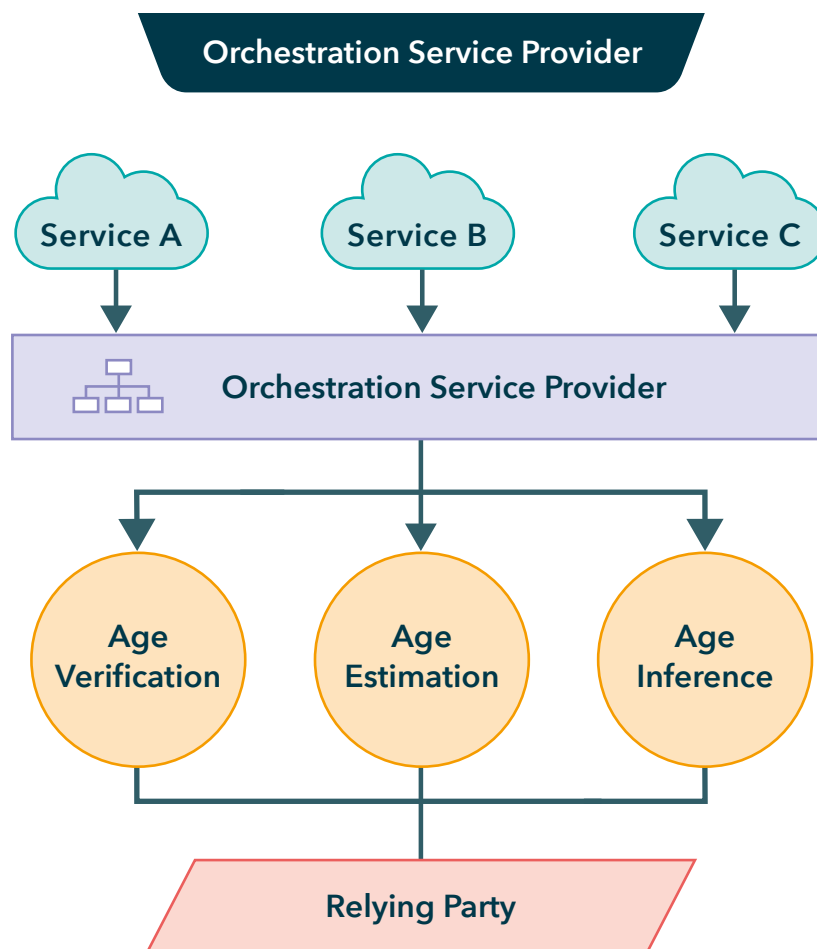 Orchestration Service Provider
Service A
Service B
Service C
Orchestration Service Provider
Age
Verification
Age
Estimation
Age
Inference
Relying Party